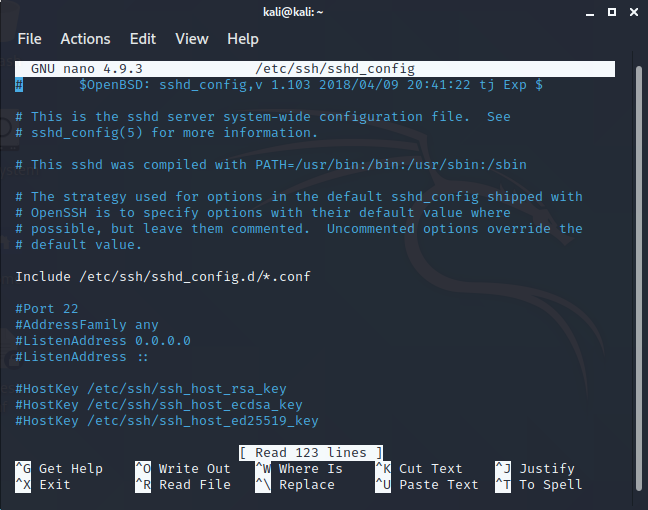 kali@kali: ~
File Actions Edit View Help
GNU nano 4.9.3 /etc/ssh/sshd_config
# $OpenBSD: sshd_config,v 1.103 2018/04/09 20:41:22 tj Exp $
# This is the sshd server system-wide configuration file.  See
# sshd_config(5) for more information.
# This sshd was compiled with PATH=/usr/bin:/bin:/usr/sbin:/sbin
# The strategy used for options in the default sshd_config shipped with
# OpenSSH is to specify options with their default value where
# possible, but leave them commented.  Uncommented options override the
# default value.
Include /etc/ssh/sshd_config.d/*.conf
#Port 22
#AddressFamily any
#ListenAddress 0.0.0.0
#ListenAddress ::
#HostKey /etc/ssh/ssh_host_rsa_key
#HostKey /etc/ssh/ssh_host_ecdsa_key
#HostKey /etc/ssh/ssh_host_ed25519_key
[ Read 123 lines ]
^G Get Help ^O Write Out ^W Where Is ^K Cut Text ^J Justify
^X Exit ^R Read File ^\ Replace ^U Paste Text ^T To Spell